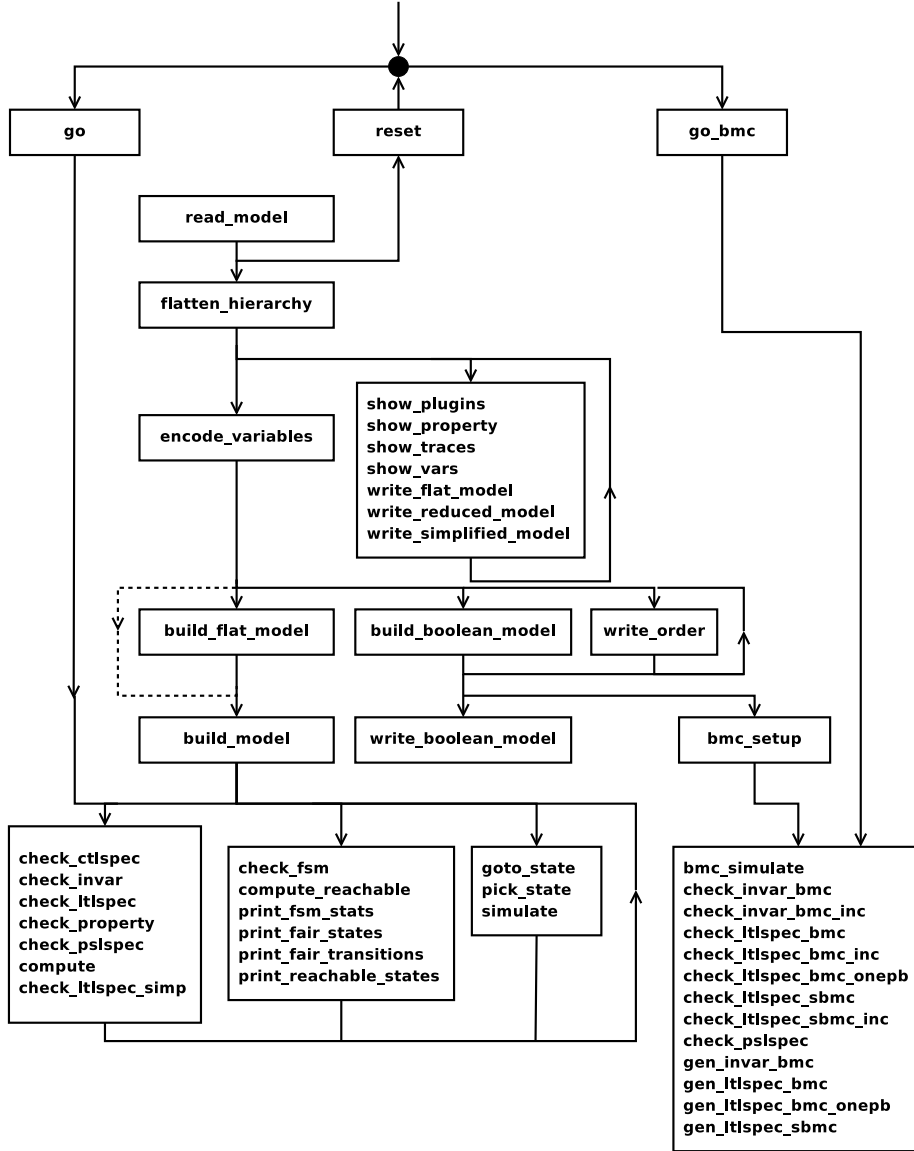 go
reset
go_bmc
read_model
flatten_hierarchy
show_plugins
show_property
show_traces
show_vars
write_flat_model
write_reduced_model
write_simplified_model
encode_variables
build_flat_model
build_boolean_model
write_order
build_model
write_boolean_model
bmc_setup
check_ctlspec
check_invar
check_ltlspec
check_property
check_pslspec
compute
check_ltlspec_simp
check_fsm
compute_reachable
print_fsm_stats
print_fair_states
print_fair_transitions
print_reachable_states
goto_state
pick_state
simulate
bmc_simulate
check_invar_bmc
check_invar_bmc_inc
check_ltlspec_bmc
check_ltlspec_bmc_inc
check_ltlspec_bmc_onepb
check_ltlspec_sbmc
check_ltlspec_sbmc_inc
check_pslspec
gen_invar_bmc
gen_ltlspec_bmc
gen_ltlspec_bmc_onepb
gen_ltlspec_sbmc